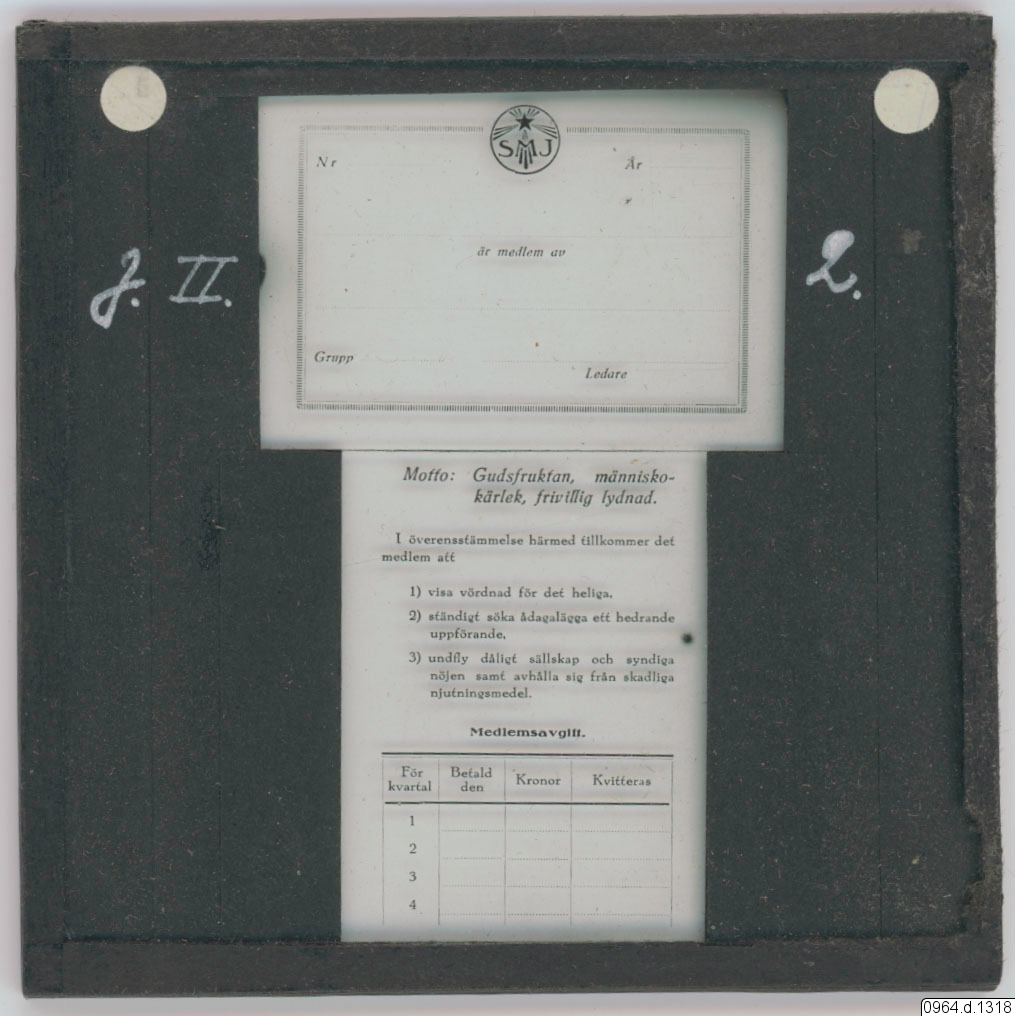 SMJ
Nr År
är medlem av
Grupp
Ledare
J. II. 2.
Motto: Gudsfruktan, människo-
kärlek, frivillig lydnad.
I överensstämmelse härmed tillkommer det
medlem att
1) visa vördnad för det heliga,
2) ständigt söka ådagalägga ett hedrande
uppförande,
3) undfly dåligt sällskap och syndiga
nöjen samt avhålla sig från skadliga
njutningsmedel.
Medlemsavgift.
För kvartal Betald den Kronor Kvitteras
1
2
3
4
0964.d.1318